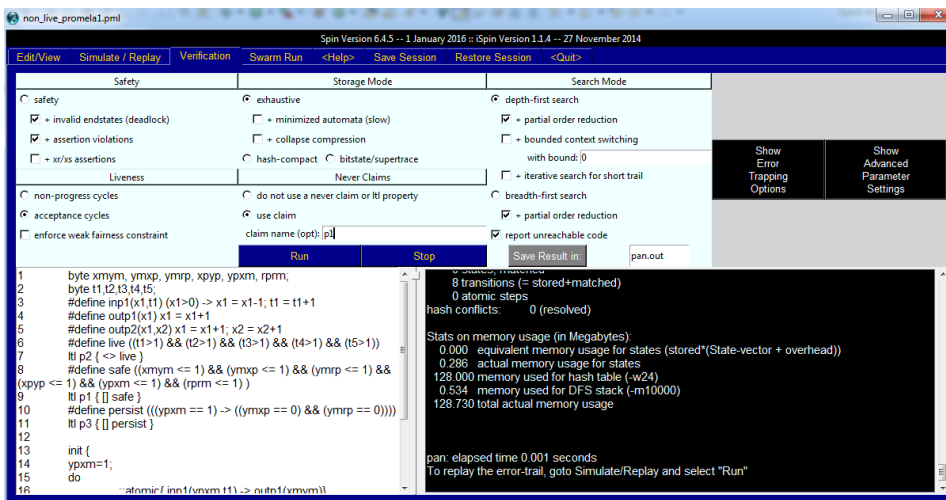 non_live_promela1.pml
Spin Version 6.4.5 -- 1 January 2016 :: iSpin Version 1.1.4 -- 27 November 2014
Edit/View Simulate / Replay Verification Swarm Run <Help> Save Session Restore Session <Quit>
Safety Storage Mode Search Mode
safety exhaustive depth-first search
+ invalid endstates (deadlock) + minimized automata (slow) + partial order reduction
+ assertion violations + collapse compression + bounded context switching
+ xr/xs assertions hash-compact bitstate/supertrace with bound: 0
Liveness Never Claims + iterative search for short trail
non-progress cycles do not use a never claim or ltl property breadth-first search
acceptance cycles use claim + partial order reduction
enforce weak fairness constraint claim name (opt): p1 report unreachable code
Run Stop Save Result in: pan.out
Show
Error
Trapping
Options
Show
Advanced
Parameter
Settings
1 byte xmym, ymxp, ymrp, xpyp, ypxm, rprm;
2 byte t1,t2,t3,t4,t5;
3 #define inp1(x1,t1) (x1>0) -> x1 = x1-1; t1 = t1+1
4 #define outp1(x1) x1 = x1+1
5 #define outp2(x1,x2) x1 = x1+1; x2 = x2+1
6 #define live ((t1>1) && (t2>1) && (t3>1) && (t4>1) && (t5>1))
7 ltl p2 { <> live }
8 #define safe ((xmym <= 1) && (ymxp <= 1) && (ymrp <= 1) &&
(xpyp <= 1) && (ypxm <= 1) && (rprm <= 1) )
9 ltl p1 { [] safe }
10 #define persist (((ypxm == 1) -> ((ymxp == 0) && (ymrp == 0))))
11 ltl p3 { [] persist }
12
13 init {
14 ypxm=1;
15 do
16 ::atomic{ inp1(ypxm,t1) -> outp1(xmym)}
0 states, matched
8 transitions (= stored+matched)
0 atomic steps
hash conflicts: 0 (resolved)
Stats on memory usage (in Megabytes):
0.000 equivalent memory usage for states (stored*(State-vector + overhead))
0.286 actual memory usage for states
128.000 memory used for hash table (-w24)
0.534 memory used for DFS stack (-m10000)
128.730 total actual memory usage
pan: elapsed time 0.001 seconds
To replay the error-trail, goto Simulate/Replay and select "Run"